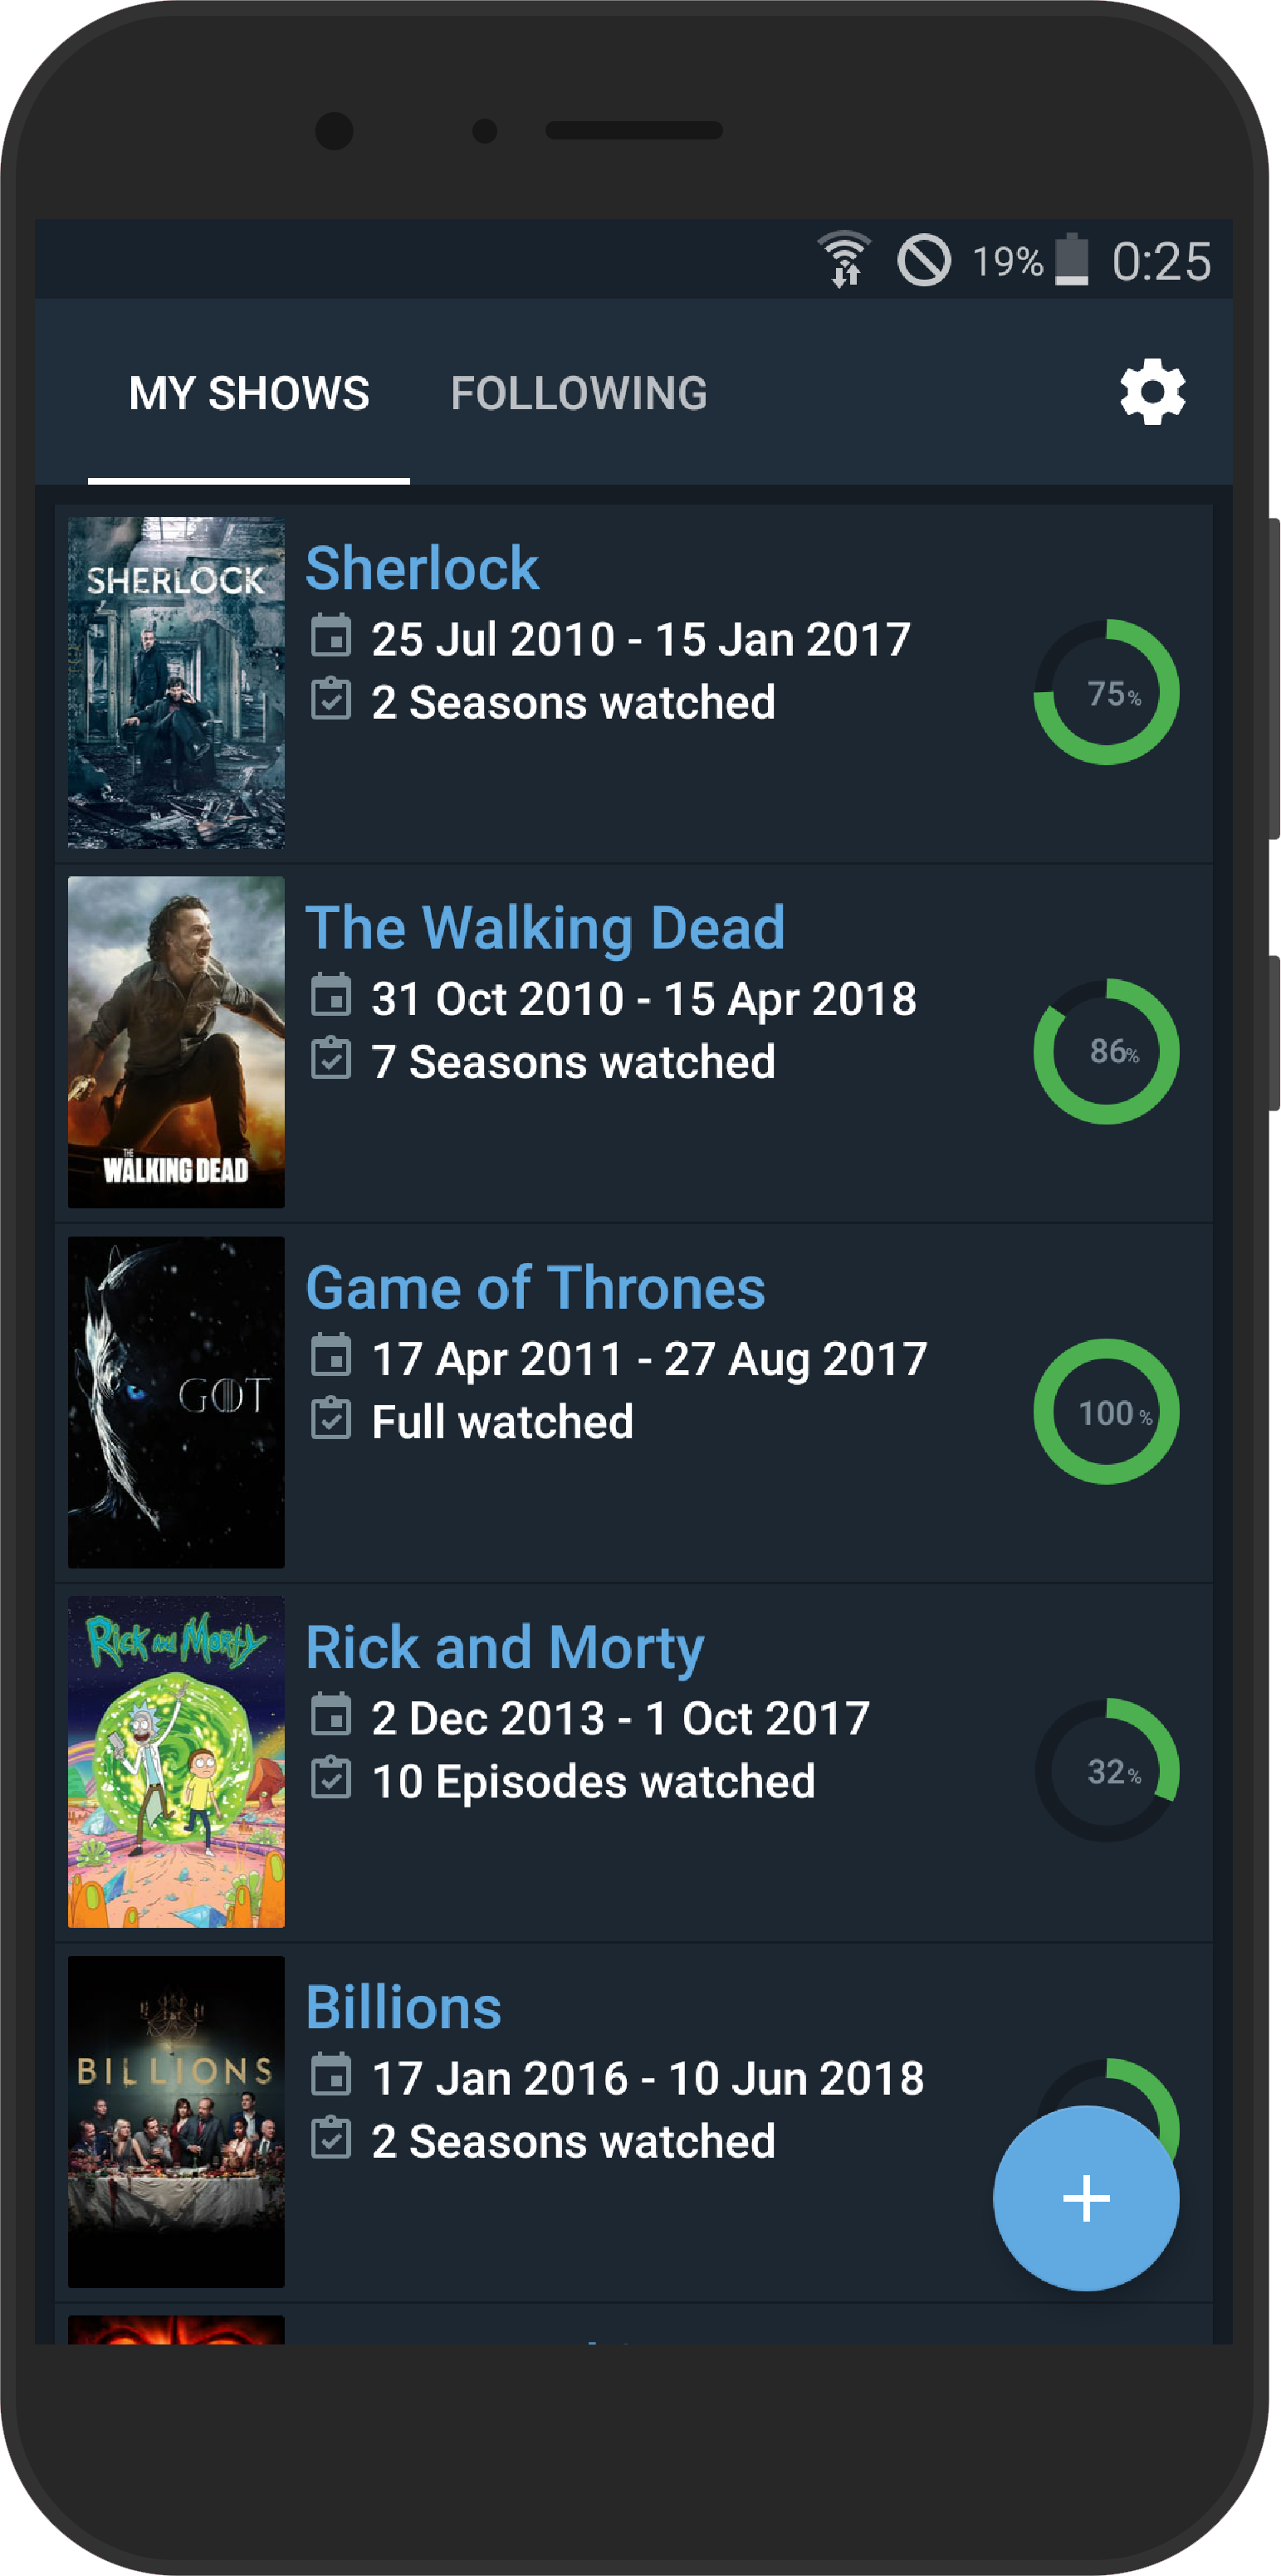 19% 0:25
MY SHOWS FOLLOWING
SHERLOCK
Sherlock
25 Jul 2010 - 15 Jan 2017
2 Seasons watched
75%
THE
WALKING DEAD
The Walking Dead
31 Oct 2010 - 15 Apr 2018
7 Seasons watched
86%
GOT
Game of Thrones
17 Apr 2011 - 27 Aug 2017
Full watched
100 %
Rick and Morty
Rick and Morty
2 Dec 2013 - 1 Oct 2017
10 Episodes watched
32%
BILLIONS
Billions
17 Jan 2016 - 10 Jun 2018
2 Seasons watched
+